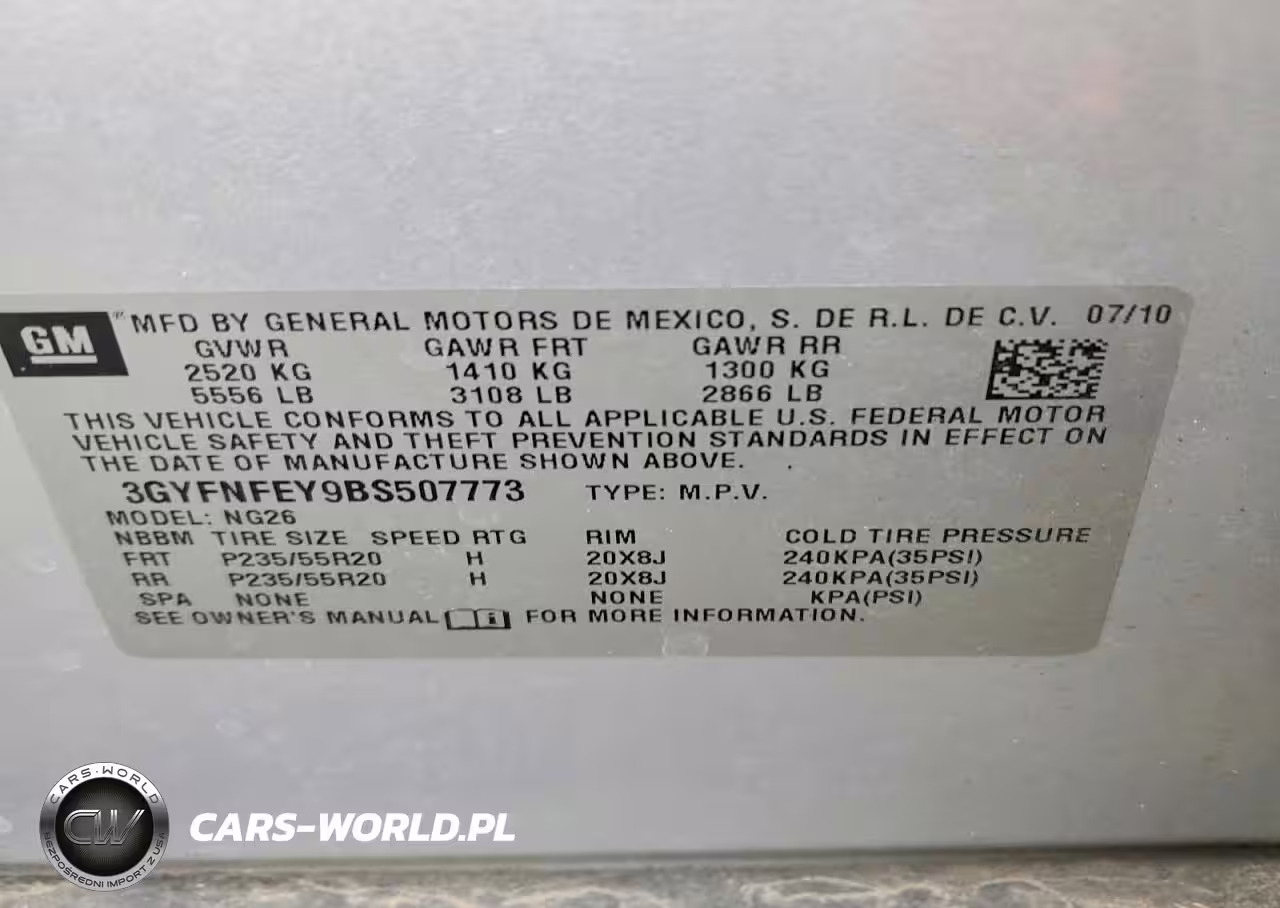 GM ® MFD BY GENERAL MOTORS DE MEXICO, S. DE R.L. DE C.V. 07/10
GVWR GAWR FRT GAWR RR
2520 KG 1410 KG 1300 KG
5556 LB 3108 LB 2866 LB
THIS VEHICLE CONFORMS TO ALL APPLICABLE U.S. FEDERAL MOTOR
VEHICLE SAFETY AND THEFT PREVENTION STANDARDS IN EFFECT ON
THE DATE OF MANUFACTURE SHOWN ABOVE.
3GYFNFEY9BS507773 TYPE: M.P.V.
MODEL: NG26
NBBM TIRE SIZE SPEED RTG RIM COLD TIRE PRESSURE
FRT P235/55R20 H 20X8J 240KPA(35PSI)
RR P235/55R20 H 20X8J 240KPA(35PSI)
SPA NONE NONE KPA(PSI)
SEE OWNER'S MANUAL i FOR MORE INFORMATION.
CARS-WORLD
CW
BEZPOŚREDNI IMPORT Z USA
CARS-WORLD.PL